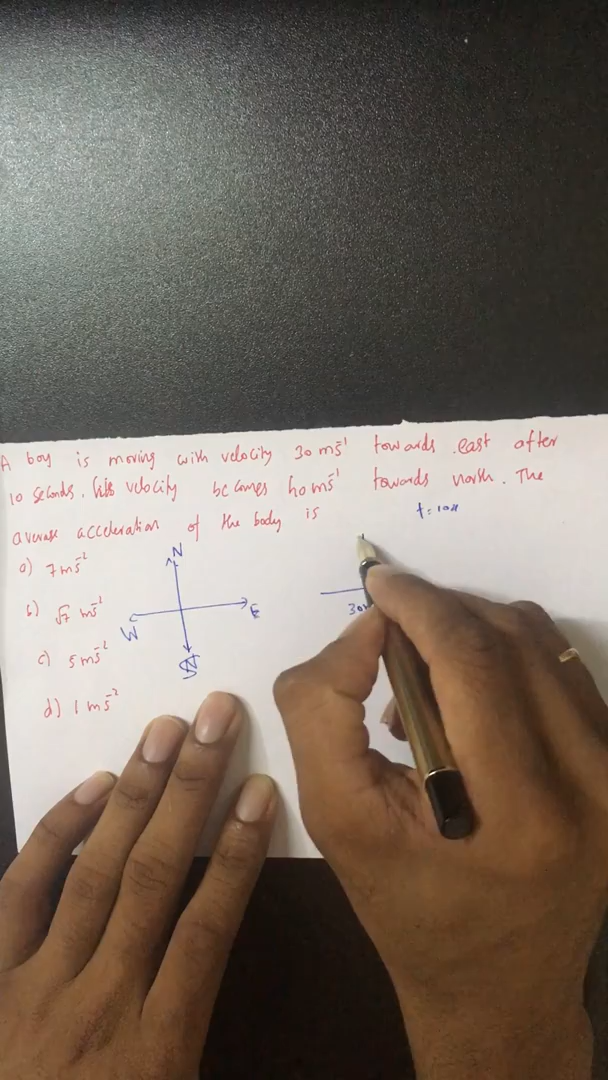 A boy is moving with velocity 30 ms⁻¹ towards east after
10 seconds. his velocity becomes 40 ms⁻¹ towards north. The
average acceleration of the body is
t = 10s
a) 7 ms⁻²
N
b) √7 ms⁻²
W
E
30
c) 5 ms⁻²
S
d) 1 ms⁻²